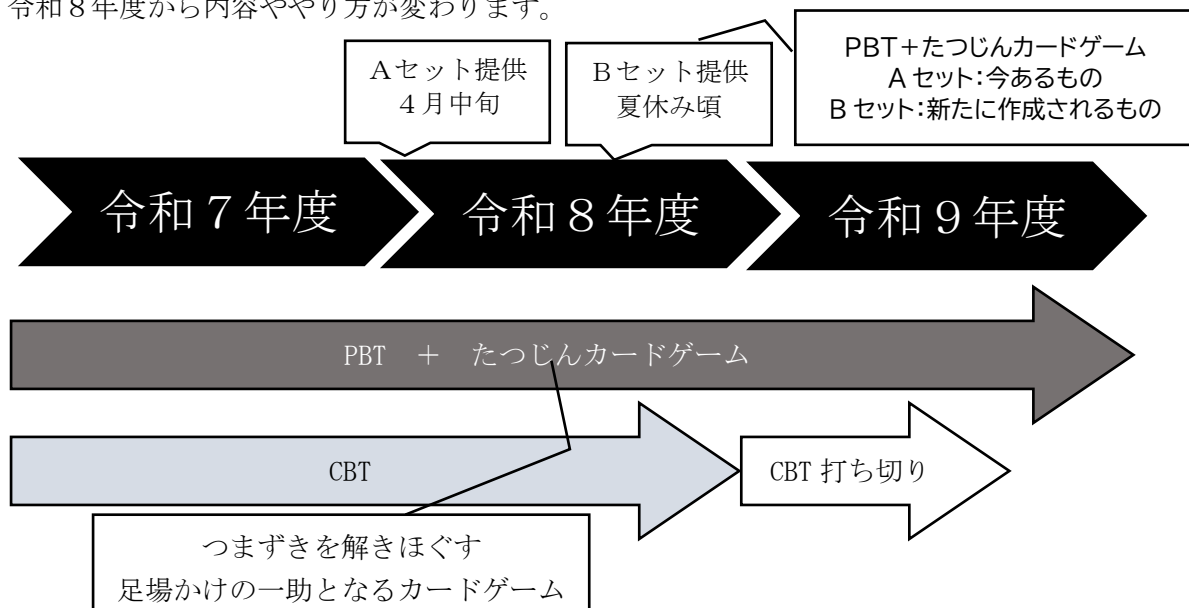 令和８年度から内容ややり方が変わります。
Ａセット提供
４月中旬
Ｂセット提供
夏休み頃
PBT＋たつじんカードゲーム
Aセット：今あるもの
Bセット：新たに作成されるもの
令和７年度
令和８年度
令和９年度
PBT　＋　たつじんカードゲーム
CBT
CBT 打ち切り
つまずきを解きほぐす
足場かけの一助となるカードゲーム